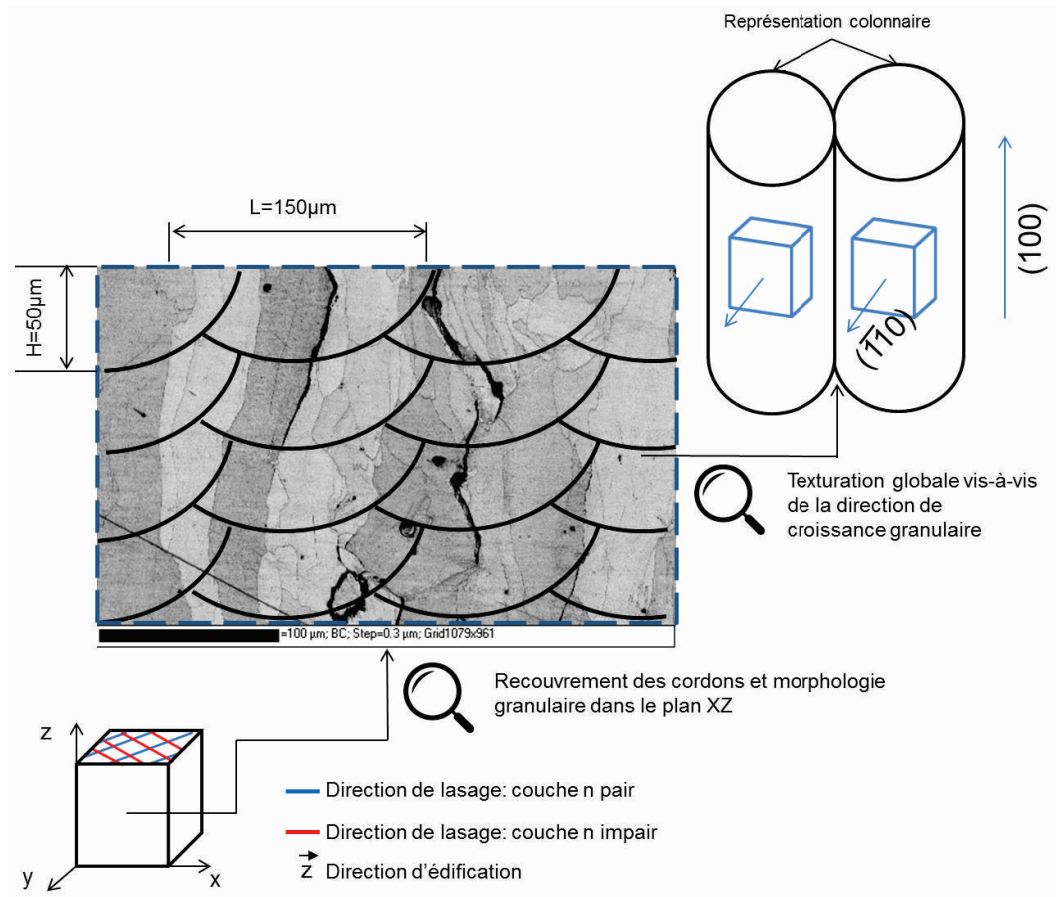 Représentation colonnaire
L=150µm
H=50µm
(100)
(1̅10)
Texturation globale vis-à-vis
de la direction de
croissance granulaire
=100 µm; BC; Step=0.3 µm; Grid1079x961
Recouvrement des cordons et morphologie
granulaire dans le plan XZ
z
y
x
Direction de lasage: couche n pair
Direction de lasage: couche n impair
z⃗ Direction d'édification